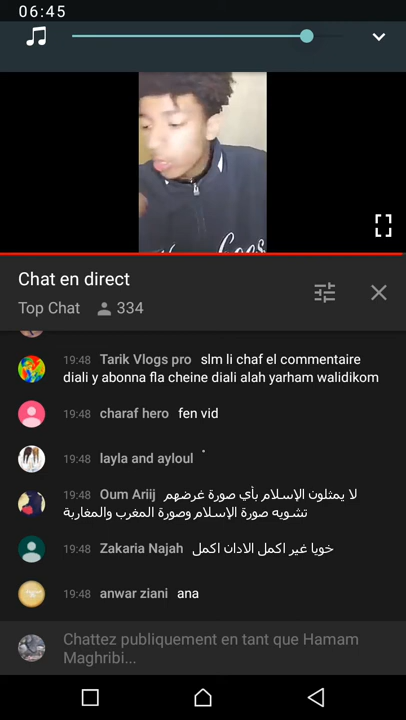 06:45
Chat en direct
Top Chat 334
19:48 Tarik Vlogs pro slm li chaf el commentaire
diali y abonna fla cheine diali alah yarham walidikom
19:48 charaf hero fen vid
19:48 layla and ayloul
19:48 Oum Ariij لا يمثلون الإسلام بأي صورة غرضهم
تشويه صورة الإسلام وصورة المغرب والمغاربة
19:48 Zakaria Najah خويا غير اكمل الاذان اكمل
19:48 anwar ziani ana
Chattez publiquement en tant que Hamam
Maghribi...